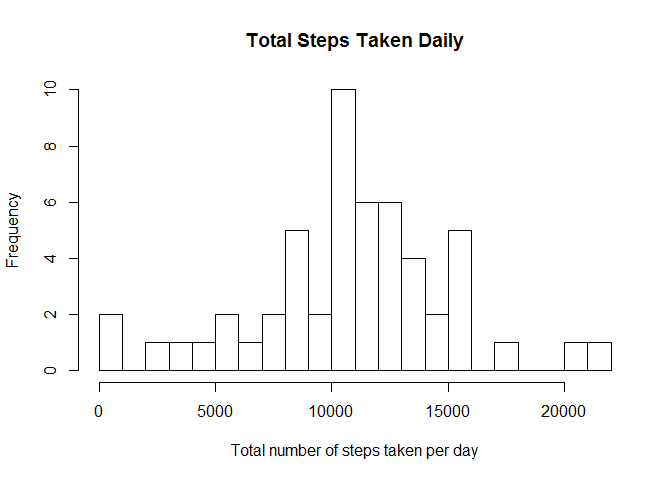 Total Steps Taken Daily
10
8
6
4
2
0
Frequency
0 5000 10000 15000 20000
Total number of steps taken per day